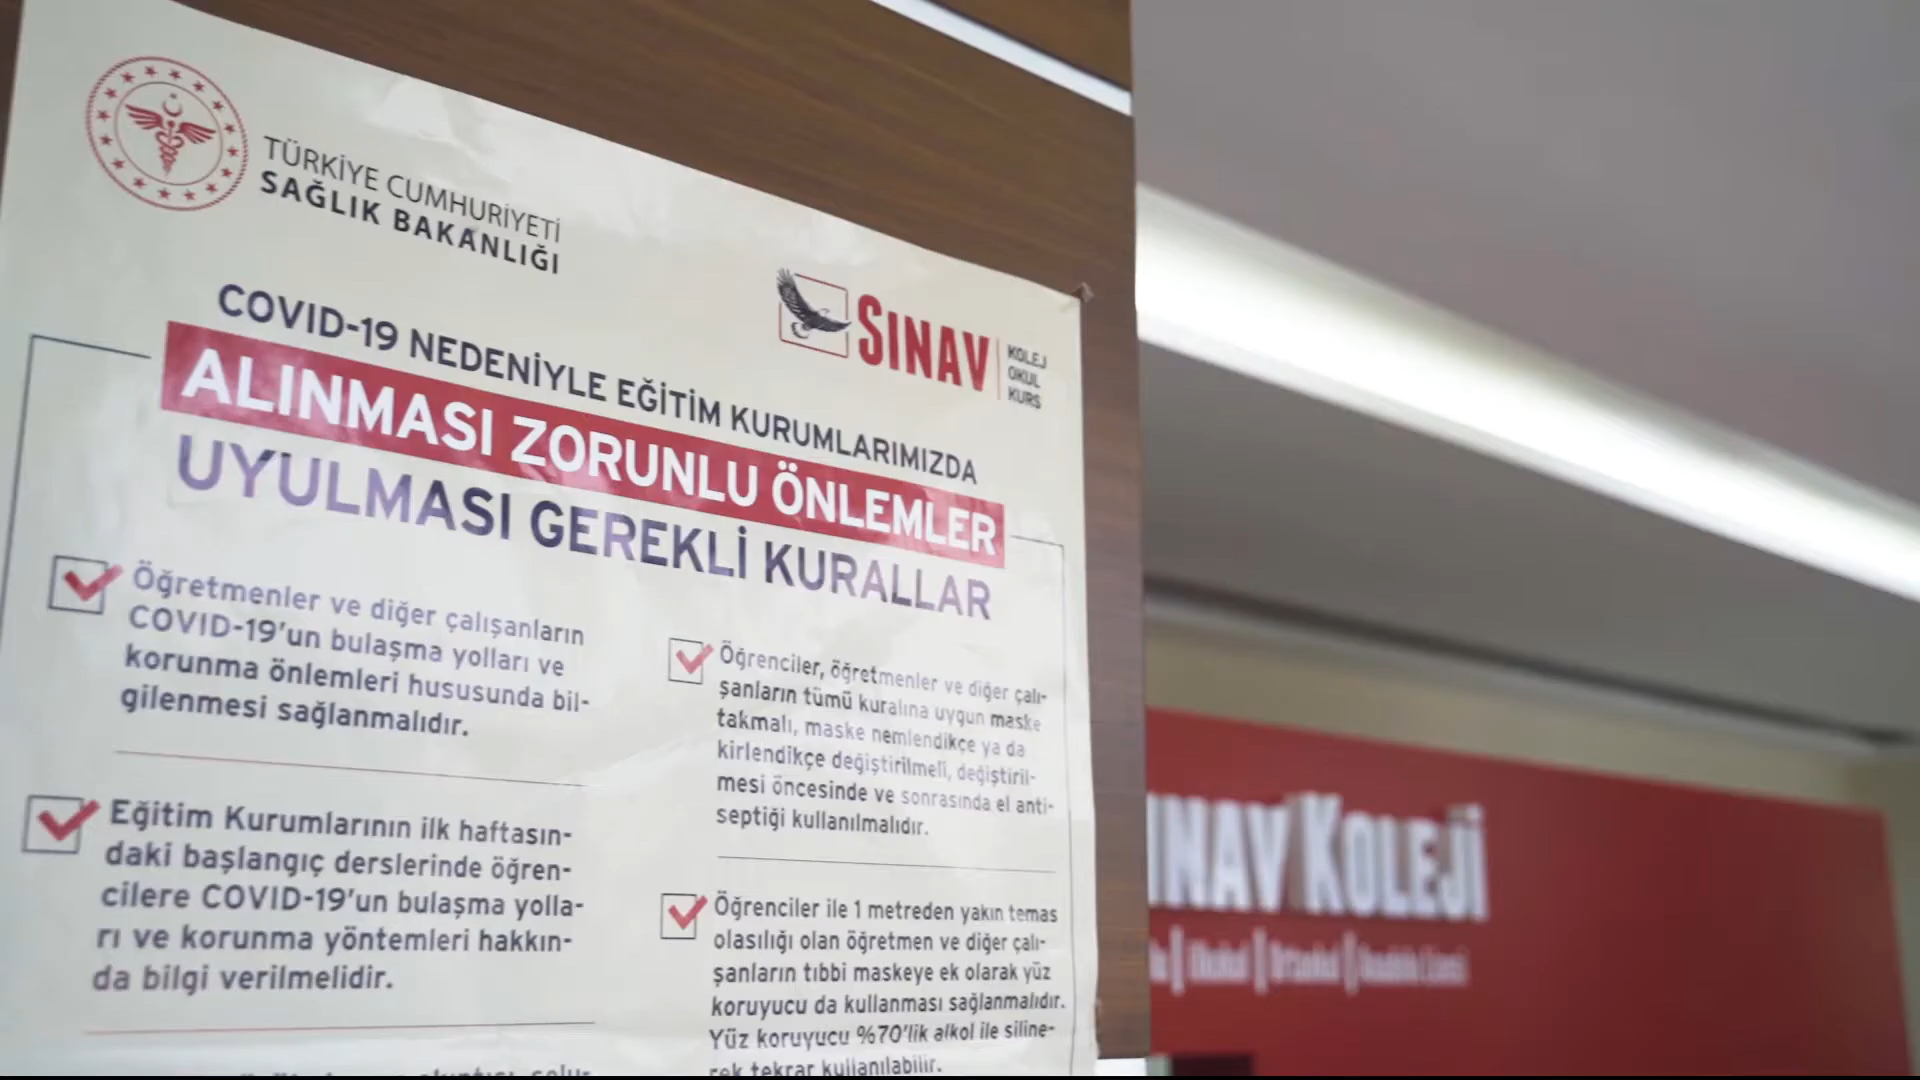 TÜRKİYE CUMHURİYETİ
SAĞLIK BAKANLIĞI
SINAV
KOLEJ
OKUL
KURS
COVID-19 NEDENİYLE EĞİTİM KURUMLARIMIZDA
ALINMASI ZORUNLU ÖNLEMLER
UYULMASI GEREKLİ KURALLAR
Öğretmenler ve diğer çalışanların
COVID-19'un bulaşma yolları ve
korunma önlemleri hususunda bil-
gilenmesi sağlanmalıdır.
Eğitim Kurumlarının ilk haftasın-
daki başlangıç derslerinde öğren-
cilere COVID-19'un bulaşma yolla-
rı ve korunma yöntemleri hakkın-
da bilgi verilmelidir.
Öğrenciler, öğretmenler ve diğer çalı-
şanların tümü kuralına uygun maske
takmalı, maske nemlendikçe ya da
kirlendikçe değiştirilmeli, değiştiril-
mesi öncesinde ve sonrasında el anti-
septiği kullanılmalıdır.
Öğrenciler ile 1 metreden yakın temas
olasılığı olan öğretmen ve diğer çalı-
şanların tıbbi maskeye ek olarak yüz
koruyucu da kullanması sağlanmalıdır.
Yüz koruyucu %70'lik alkol ile siline-
rek tekrar kullanılabilir.
INAV KOLEJİ